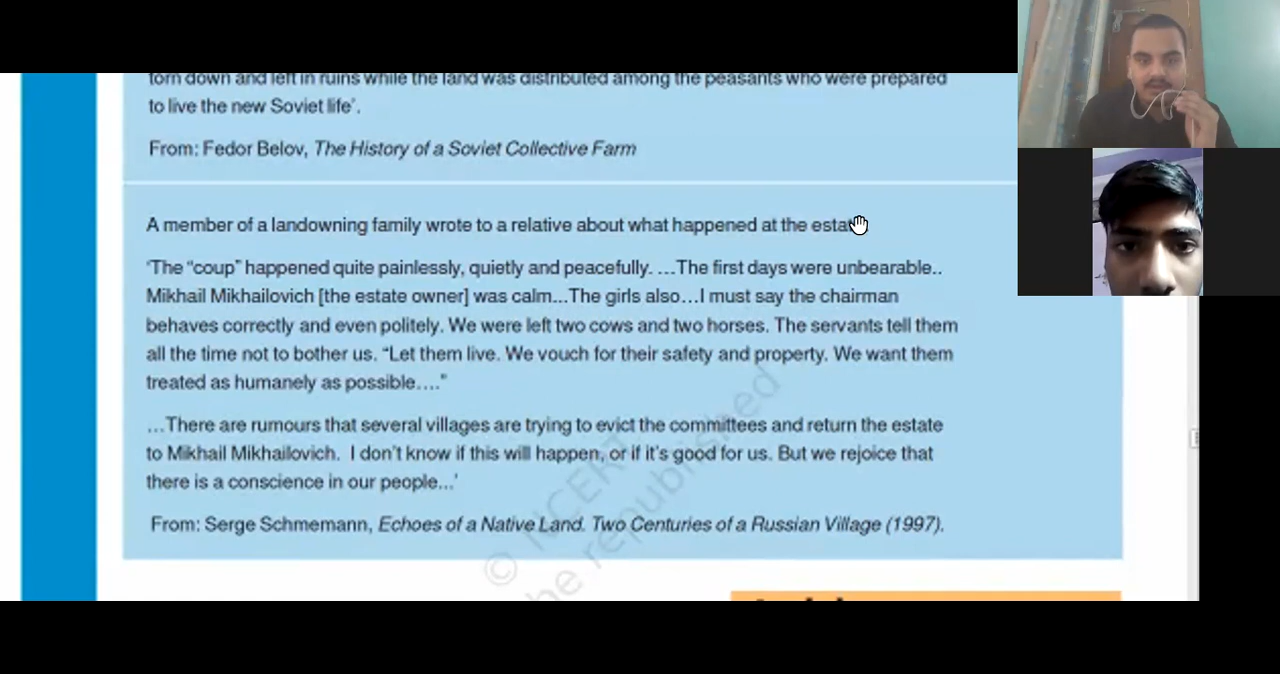 torn down and left in ruins while the land was distributed among the peasants who were prepared
to live the new Soviet life'.
From: Fedor Belov, The History of a Soviet Collective Farm
A member of a landowning family wrote to a relative about what happened at the estate
'The "coup" happened quite painlessly, quietly and peacefully. …The first days were unbearable..
Mikhail Mikhailovich [the estate owner] was calm...The girls also…I must say the chairman
behaves correctly and even politely. We were left two cows and two horses. The servants tell them
all the time not to bother us. "Let them live. We vouch for their safety and property. We want them
treated as humanely as possible…."
…There are rumours that several villages are trying to evict the committees and return the estate
to Mikhail Mikhailovich. I don't know if this will happen, or if it's good for us. But we rejoice that
there is a conscience in our people...'
From: Serge Schmemann, Echoes of a Native Land. Two Centuries of a Russian Village (1997).
© NCERT
be republished